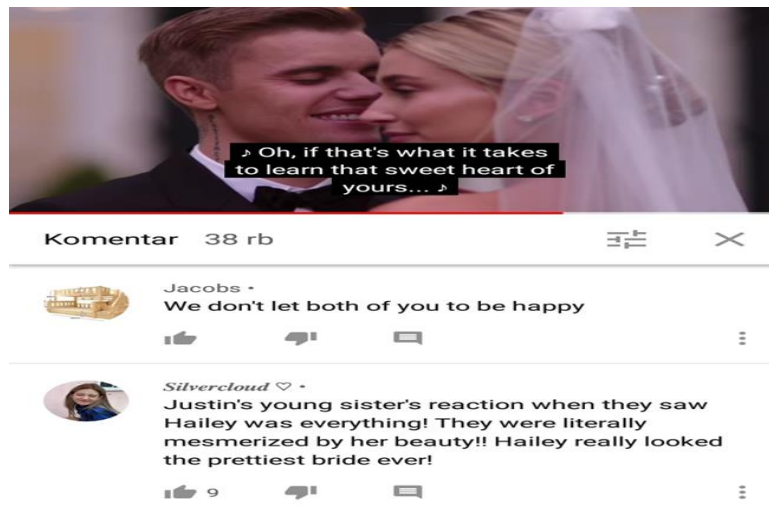 ♪ Oh, if that's what it takes
to learn that sweet heart of
yours... ♪
Komentar 38 rb
Jacobs •
We don't let both of you to be happy
Silvercloud ♡ •
Justin's young sister's reaction when they saw
Hailey was everything! They were literally
mesmerized by her beauty!! Hailey really looked
the prettiest bride ever!
9